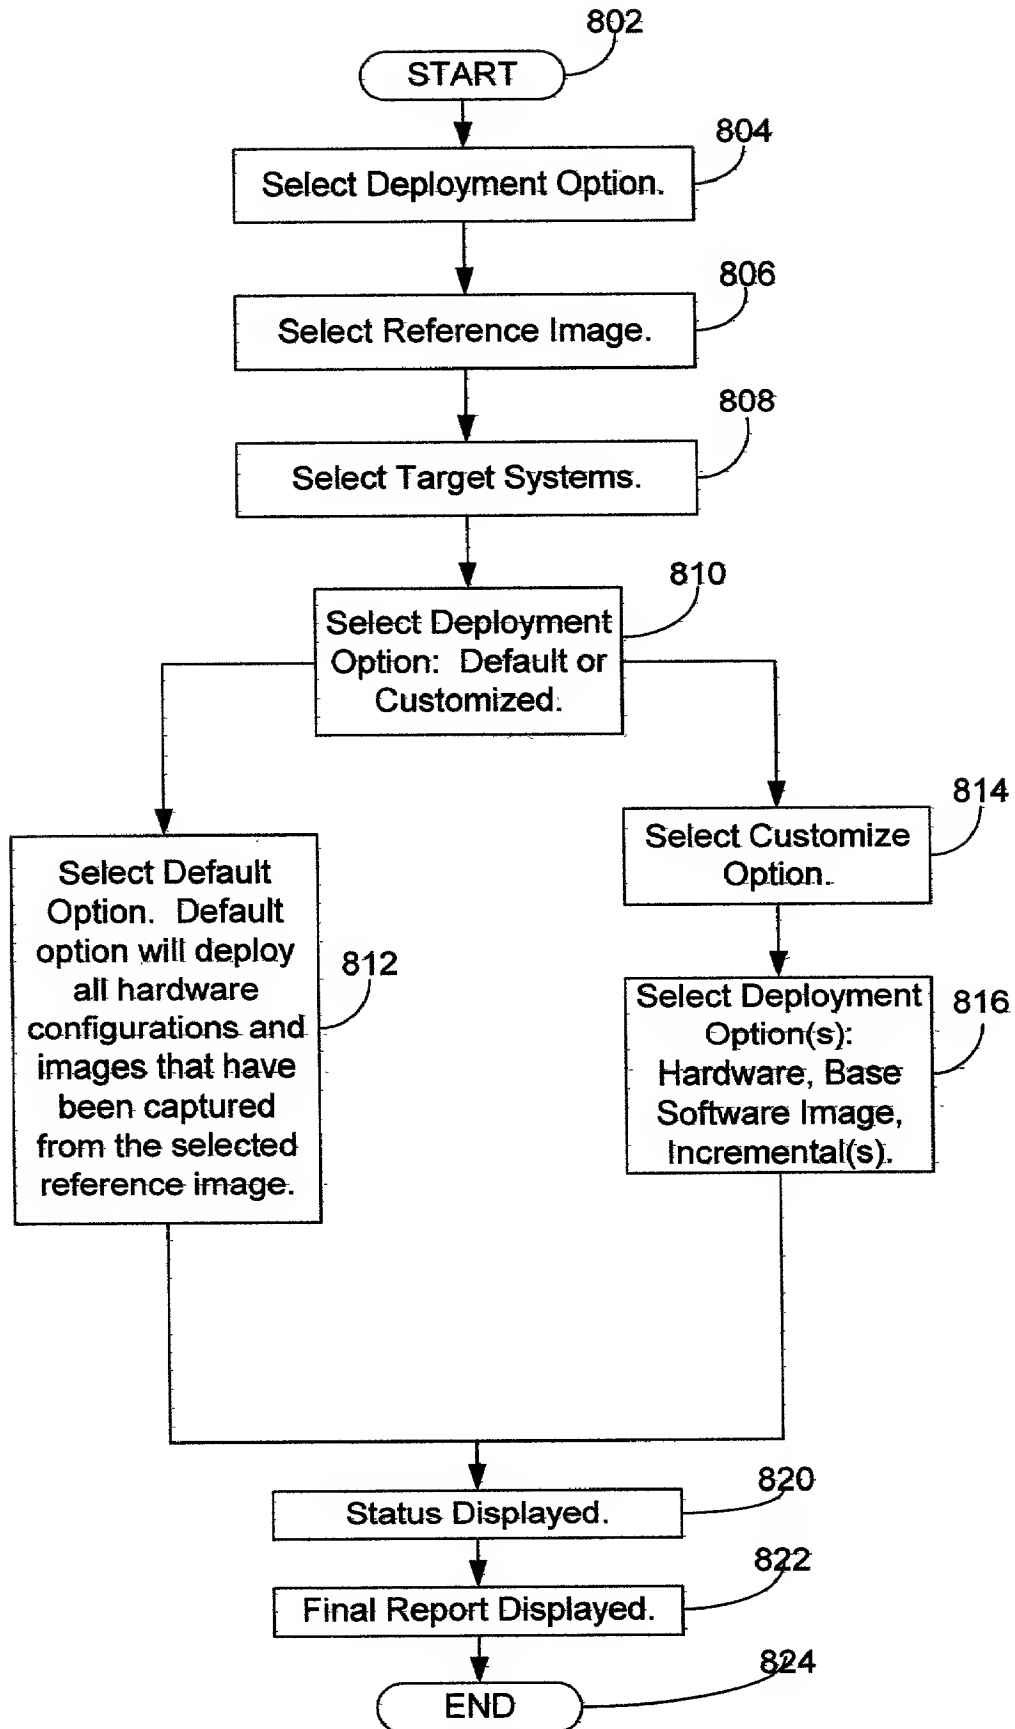 802
START
804
Select Deployment Option.
806
Select Reference Image.
808
Select Target Systems.
810
Select Deployment
Option: Default or
Customized.
814
Select Customize
Option.
Select Default
Option. Default
option will deploy
all hardware
configurations and
images that have
been captured
from the selected
reference image.
812
816
Select Deployment
Option(s):
Hardware, Base
Software Image,
Incremental(s).
820
Status Displayed.
822
Final Report Displayed.
824
END